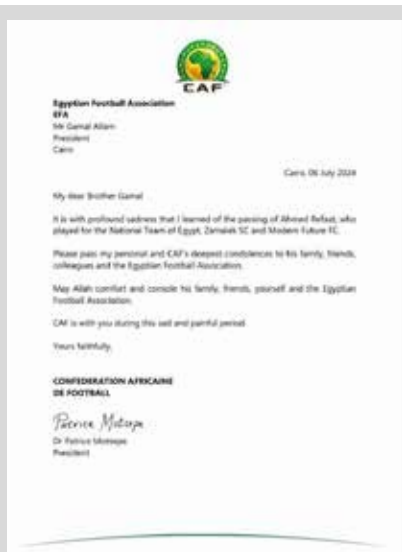 CAF
Egyptian Football Association
EFA
Mr Gamal Allam
President
Cairo
Cairo, 06 July 2024
My dear Brother Gamal
It is with profound sadness that I learned of the passing of Ahmed Refaat, who
played for the National Team of Egypt, Zamalek SC and Modern Future FC.
Please pass my personal and CAF's deepest condolences to his family, friends,
colleagues and the Egyptian Football Association.
May Allah comfort and console his family, friends, yourself and the Egyptian
Football Association.
CAF is with you during this sad and painful period.
Yours faithfully,
CONFEDERATION AFRICAINE
DE FOOTBALL
Patrice Motsepe
Dr Patrice Motsepe
President